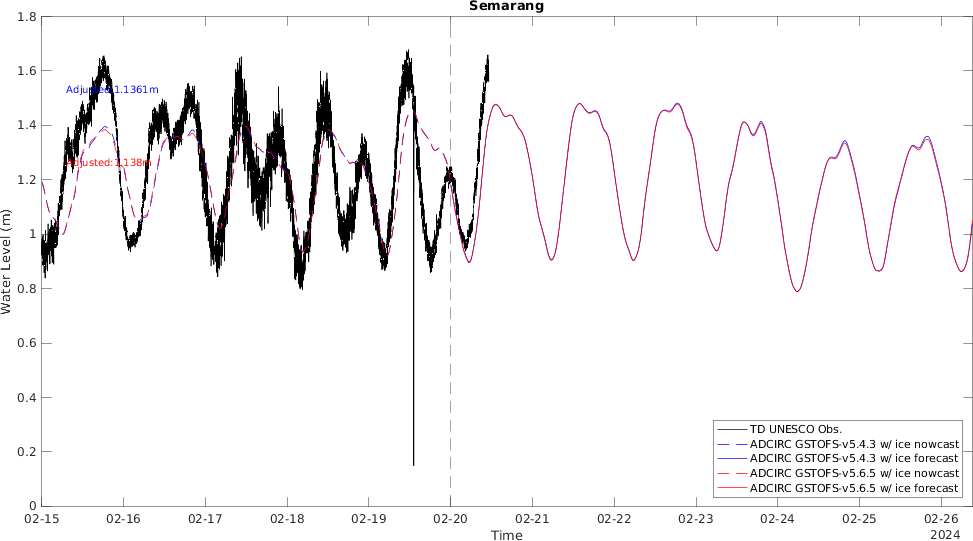 Semarang
1.8
1.6
1.4
1.2
1
0.8
0.6
0.4
0.2
0
Water Level (m)
Adjusted:1.1361m
Adjusted:1.138m
TD UNESCO Obs.
ADCIRC GSTOFS-v5.4.3 w/ ice nowcast
ADCIRC GSTOFS-v5.4.3 w/ ice forecast
ADCIRC GSTOFS-v5.6.5 w/ ice nowcast
ADCIRC GSTOFS-v5.6.5 w/ ice forecast
02-15 02-16 02-17 02-18 02-19 02-20 02-21 02-22 02-23 02-24 02-25 02-26
Time
2024